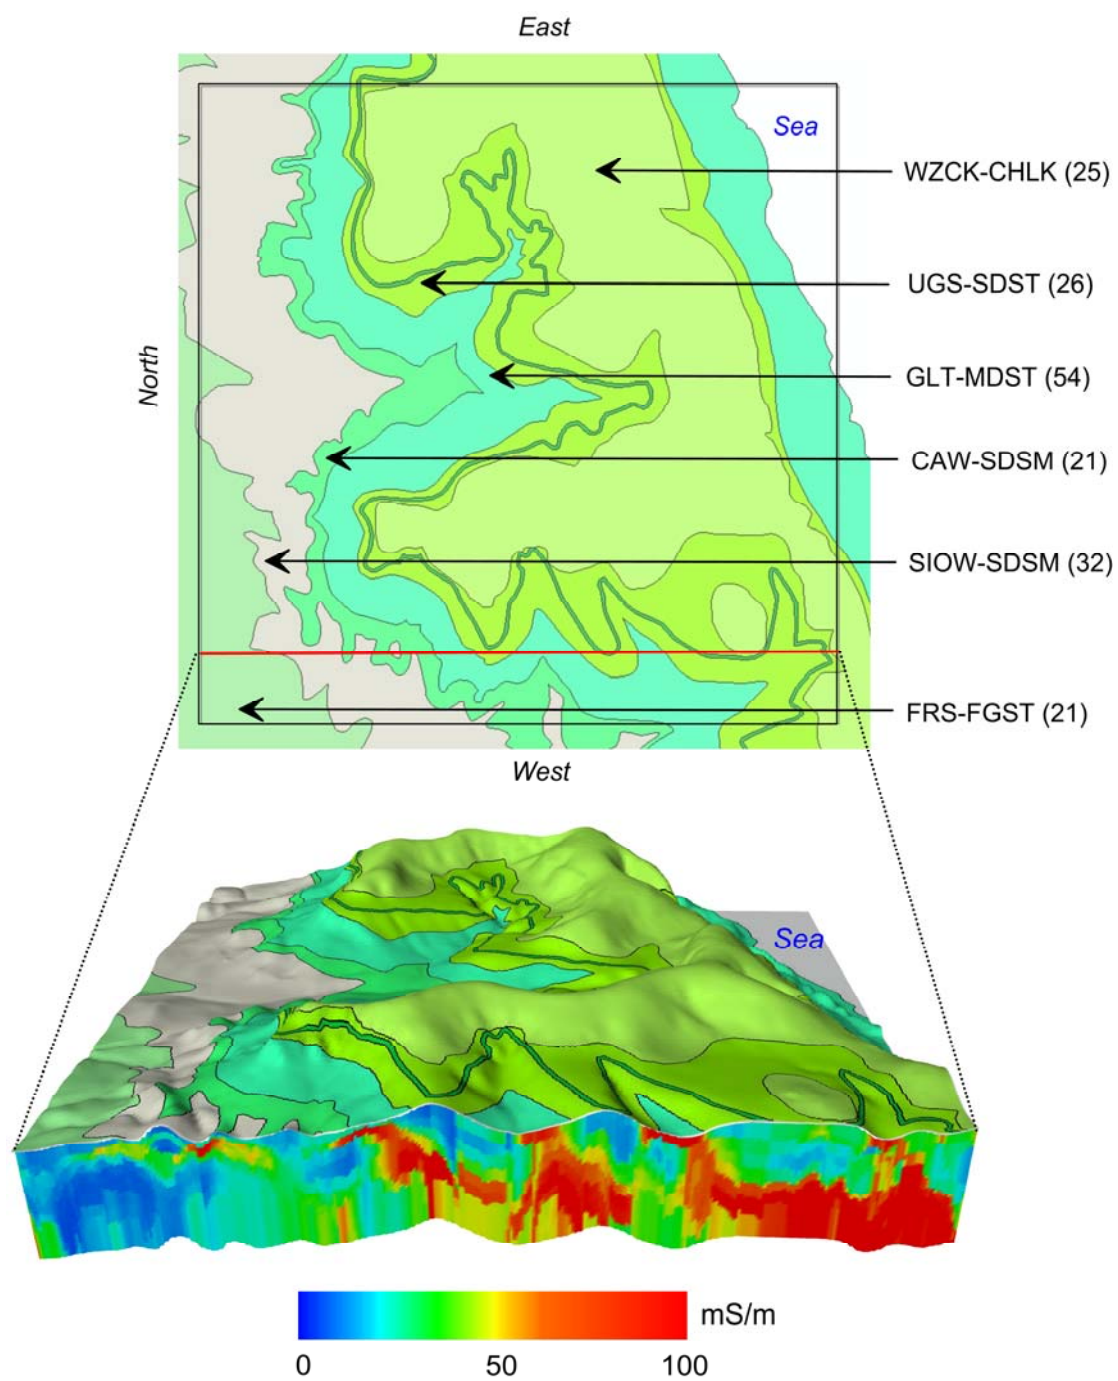 East
Sea
WZCK-CHLK (25)
UGS-SDST (26)
North
GLT-MDST (54)
CAW-SDSM (21)
SIOW-SDSM (32)
FRS-FGST (21)
West
Sea
mS/m
0 50 100